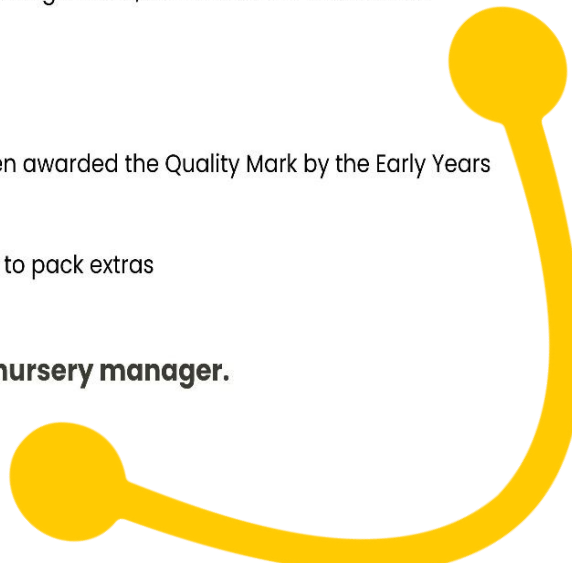 en awarded the Quality Mark by the Early Years
to pack extras
nursery manager.